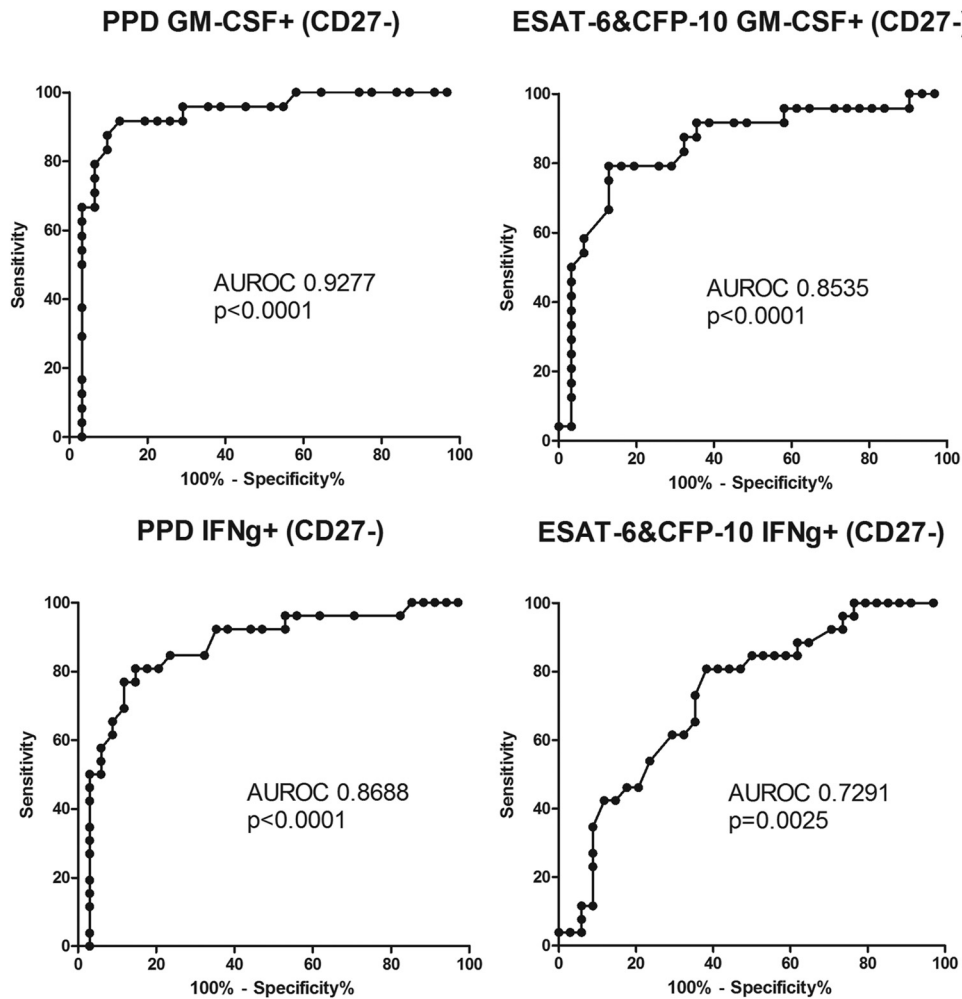 PPD GM-CSF+ (CD27-)
100
80
60
40
20
0
Sensitivity
AUROC 0.9277
p<0.0001
0 20 40 60 80 100
100% - Specificity%
ESAT-6&CFP-10 GM-CSF+ (CD27-)
100
80
60
40
20
0
Sensitivity
AUROC 0.8535
p<0.0001
0 20 40 60 80 100
100% - Specificity%
PPD IFNg+ (CD27-)
100
80
60
40
20
0
Sensitivity
AUROC 0.8688
p<0.0001
0 20 40 60 80 100
100% - Specificity%
ESAT-6&CFP-10 IFNg+ (CD27-)
100
80
60
40
20
0
Sensitivity
AUROC 0.7291
p=0.0025
0 20 40 60 80 100
100% - Specificity%